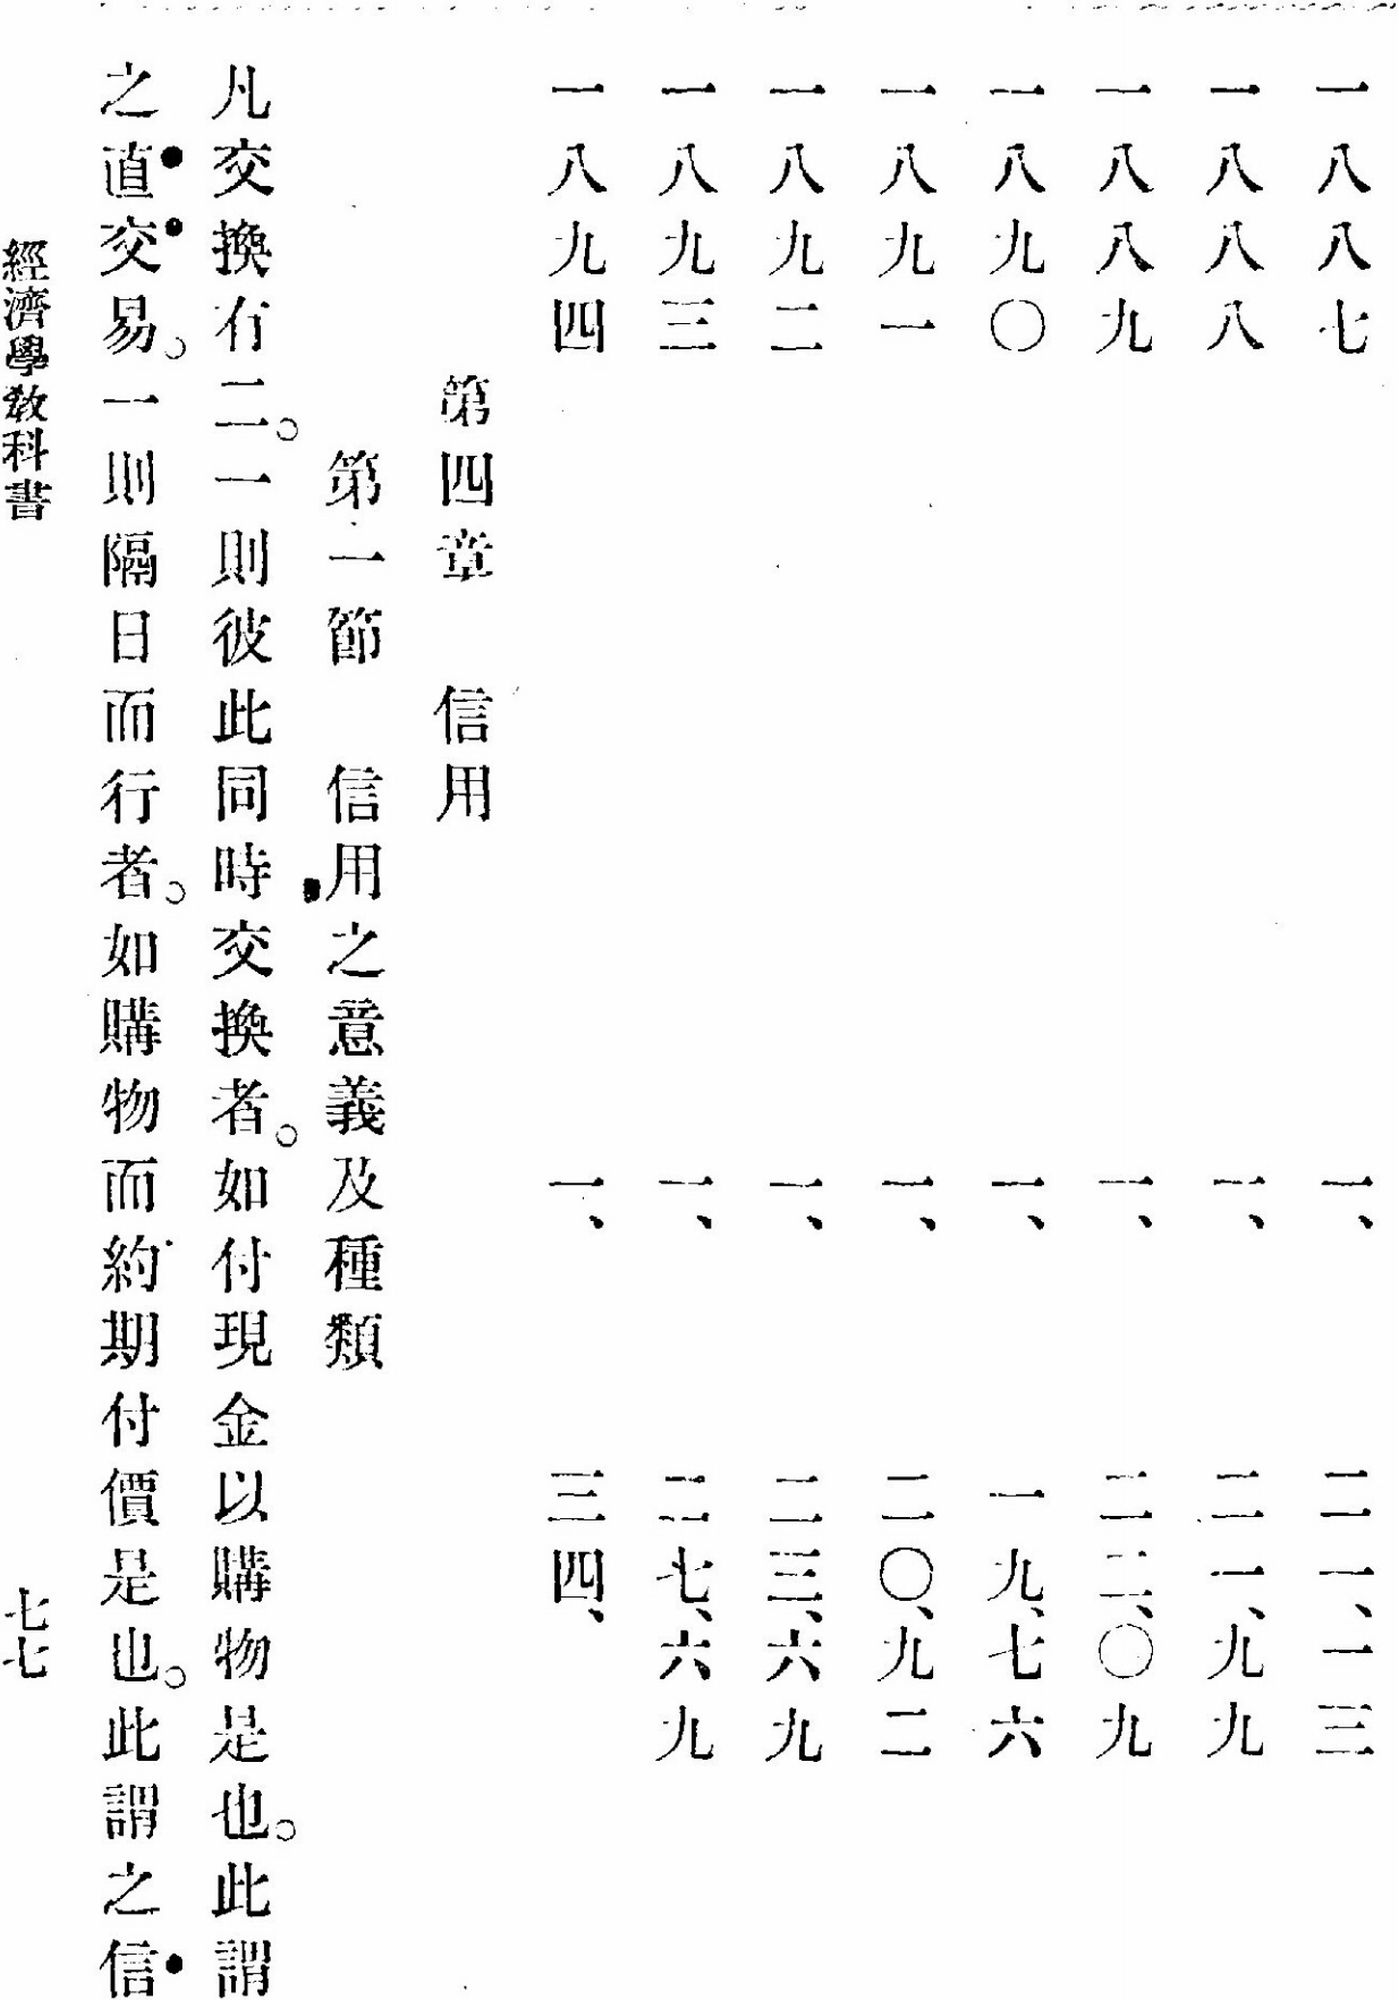 一八八七　一、　二一、一三
一八八八　一、　二一、九九
一八八九　一、　二二、〇九
一八九〇　一、　一九、七六
一八九一　一、　二〇、九二
一八九二　一、　二三、六九
一八九三　一、　二七、六九
一八九四　一、　三四、
第四章　信用
第一節　信用之意義及種類
凡交換有二。一則彼此同時交換者。如付現金以購物是也。此謂
之直交易。一則隔日而行者。如購物而約期付價是也。此謂之信
經濟學敎科書　七七